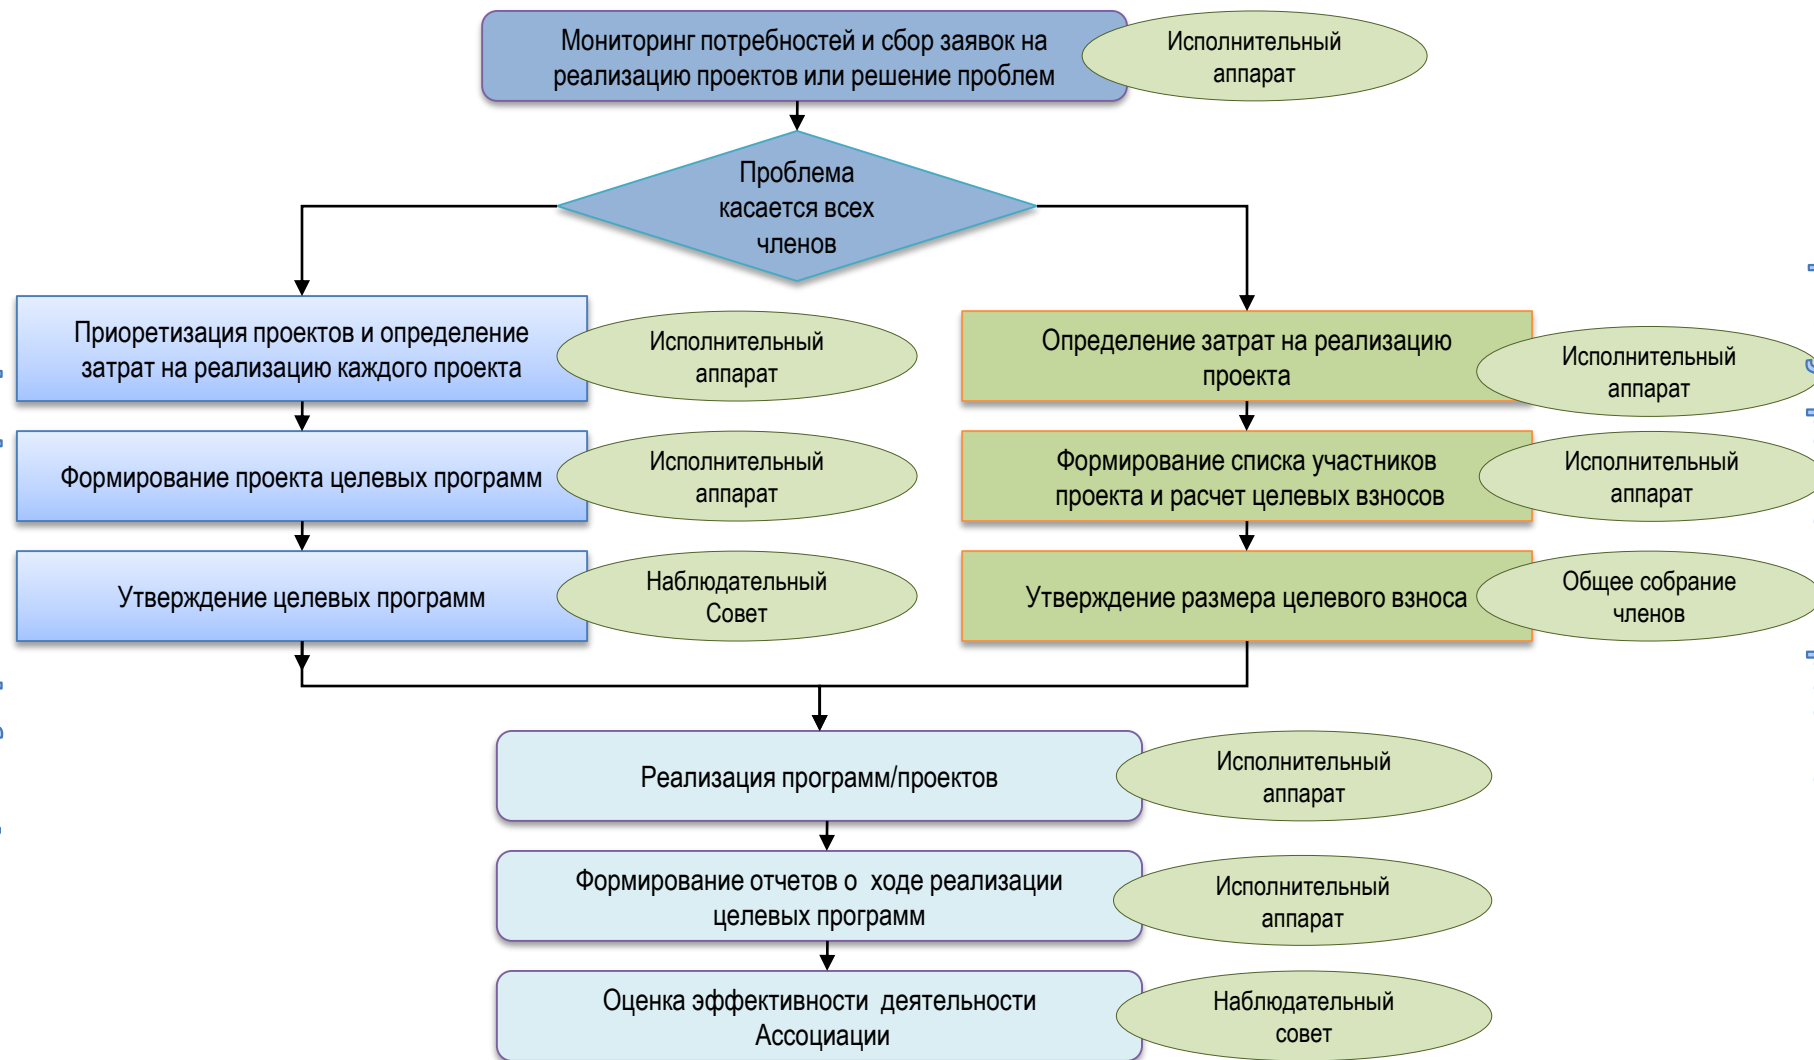 Мониторинг потребностей и сбор заявок на
реализацию проектов или решение проблем
Исполнительный
аппарат
Проблема
касается всех
членов
Приоретизация проектов и определение
затрат на реализацию каждого проекта
Исполнительный
аппарат
Определение затрат на реализацию
проекта
Исполнительный
аппарат
Формирование проекта целевых программ
Исполнительный
аппарат
Формирование списка участников
проекта и расчет целевых взносов
Исполнительный
аппарат
Утверждение целевых программ
Наблюдательный
Совет
Утверждение размера целевого взноса
Общее собрание
членов
Реализация программ/проектов
Исполнительный
аппарат
Формирование отчетов о  ходе реализации
целевых программ
Исполнительный
аппарат
Оценка эффективности  деятельности
Ассоциации
Наблюдательный
совет